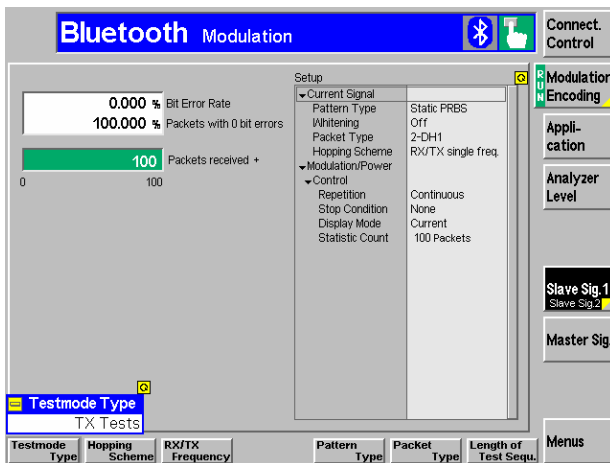 Bluetooth Modulation
Connect.
Control
RUN
Modulation
Encoding
Appli-
cation
Analyzer
Level
Slave Sig.1
Slave Sig.2
Master Sig.
Menus
0.000 % Bit Error Rate
100.000 % Packets with 0 bit errors
100 Packets received +
0 100
Setup
Current Signal
Pattern Type Static PRBS
Whitening Off
Packet Type 2-DH1
Hopping Scheme RX/TX single freq.
Modulation/Power
Control
Repetition Continuous
Stop Condition None
Display Mode Current
Statistic Count 100 Packets
Testmode Type
TX Tests
Testmode
Type
Hopping
Scheme
RX/TX
Frequency
Pattern
Type
Packet
Type
Length of
Test Sequ.